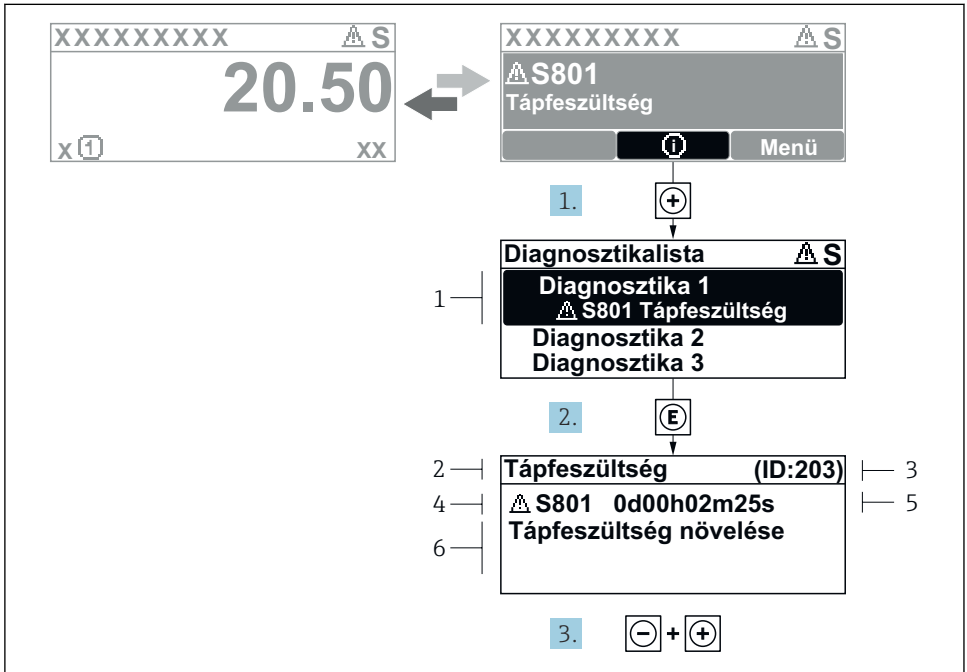 XXXXXXXXX ⚠ S
20.50
x ① xx
XXXXXXXXX ⚠ S
⚠ S801
Tápfeszültség
ⓘ Menü
1. ⊕
Diagnosztikalista ⚠ S
1
Diagnosztika 1
⚠ S801 Tápfeszültség
Diagnosztika 2
Diagnosztika 3
2. Ⓔ
2 Tápfeszültség (ID:203) 3
4 ⚠ S801 0d00h02m25s 5
6 Tápfeszültség növelése
3. ⊖ + ⊕